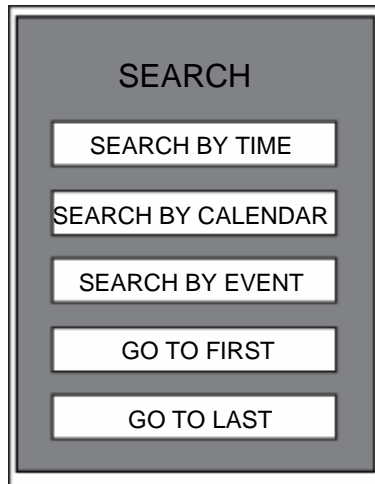 SEARCH
SEARCH BY TIME
SEARCH BY CALENDAR
SEARCH BY EVENT
GO TO FIRST
GO TO LAST